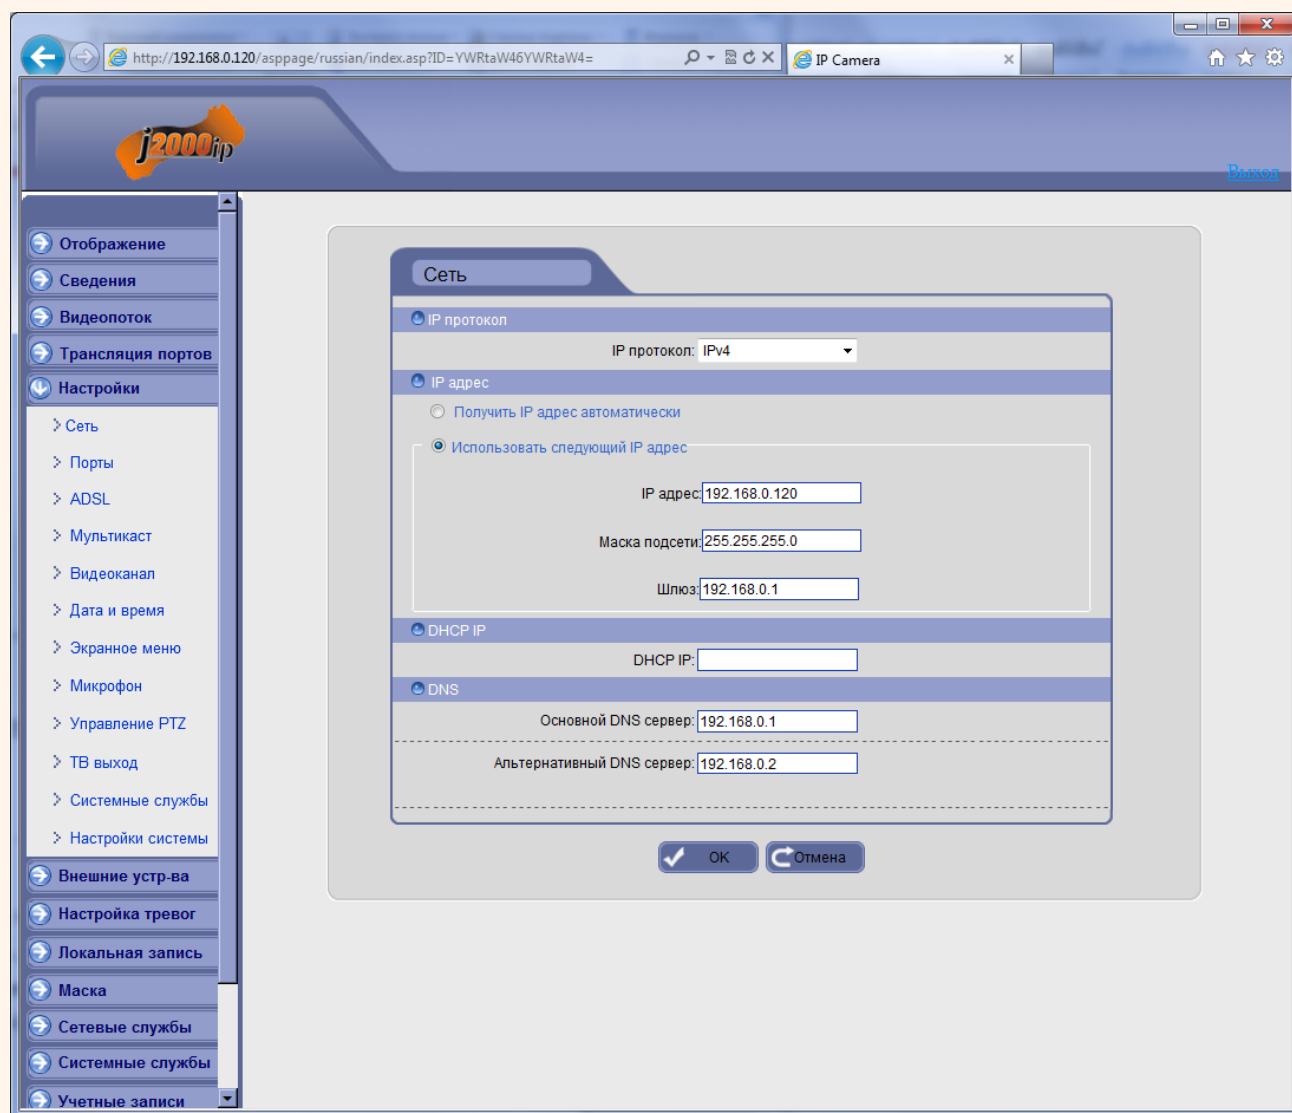 http://192.168.0.120/asppage/russian/index.asp?ID=YWRtaW46YWRtaW4=
IP Camera
j2000ip
Выход
Отображение
Сведения
Видеопоток
Трансляция портов
Настройки
Сеть
Порты
ADSL
Мультикаст
Видеоканал
Дата и время
Экранное меню
Микрофон
Управление PTZ
ТВ выход
Системные службы
Настройки системы
Внешние устр-ва
Настройка тревог
Локальная запись
Маска
Сетевые службы
Системные службы
Учетные записи
Сеть
IP протокол
IP протокол: IPv4
IP адрес
Получить IP адрес автоматически
Использовать следующий IP адрес
IP адрес: 192.168.0.120
Маска подсети: 255.255.255.0
Шлюз: 192.168.0.1
DHCP IP
DHCP IP:
DNS
Основной DNS сервер: 192.168.0.1
Альтернативный DNS сервер: 192.168.0.2
OK
Отмена